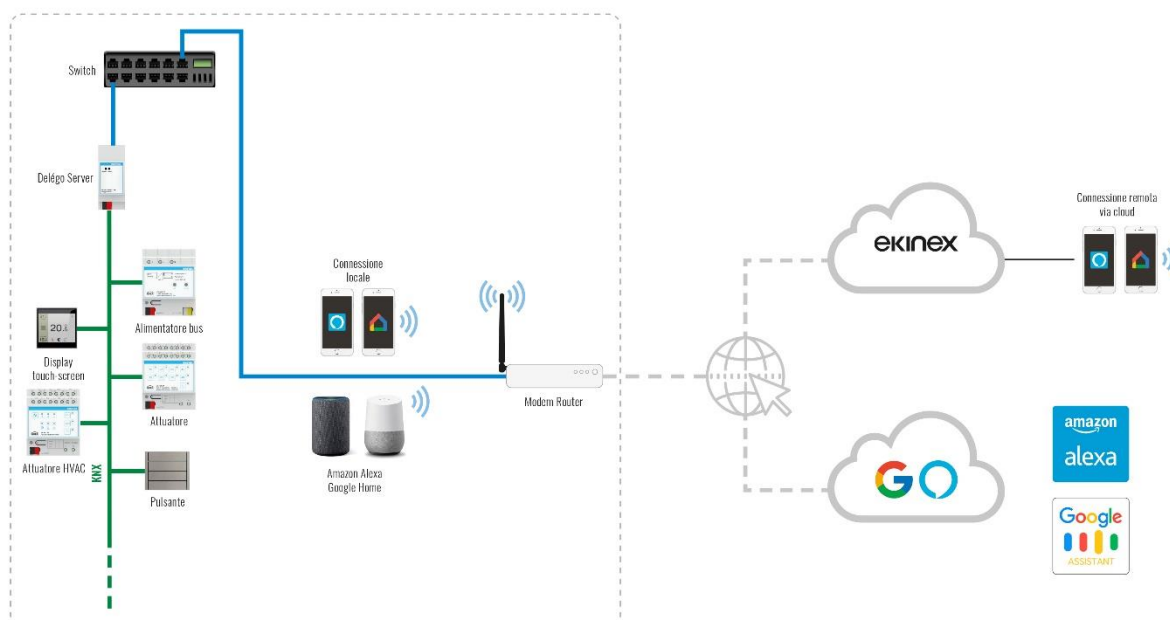 Switch
Delégo Server
Alimentatore bus
20.
Display
touch-screen
Attuatore
Attuatore HVAC
KNX
Pulsante
Connessione
locale
Amazon Alexa
Google Home
Modem Router
ekinex
Connessione remota
via cloud
G
amazon
alexa
Google
ASSISTANT